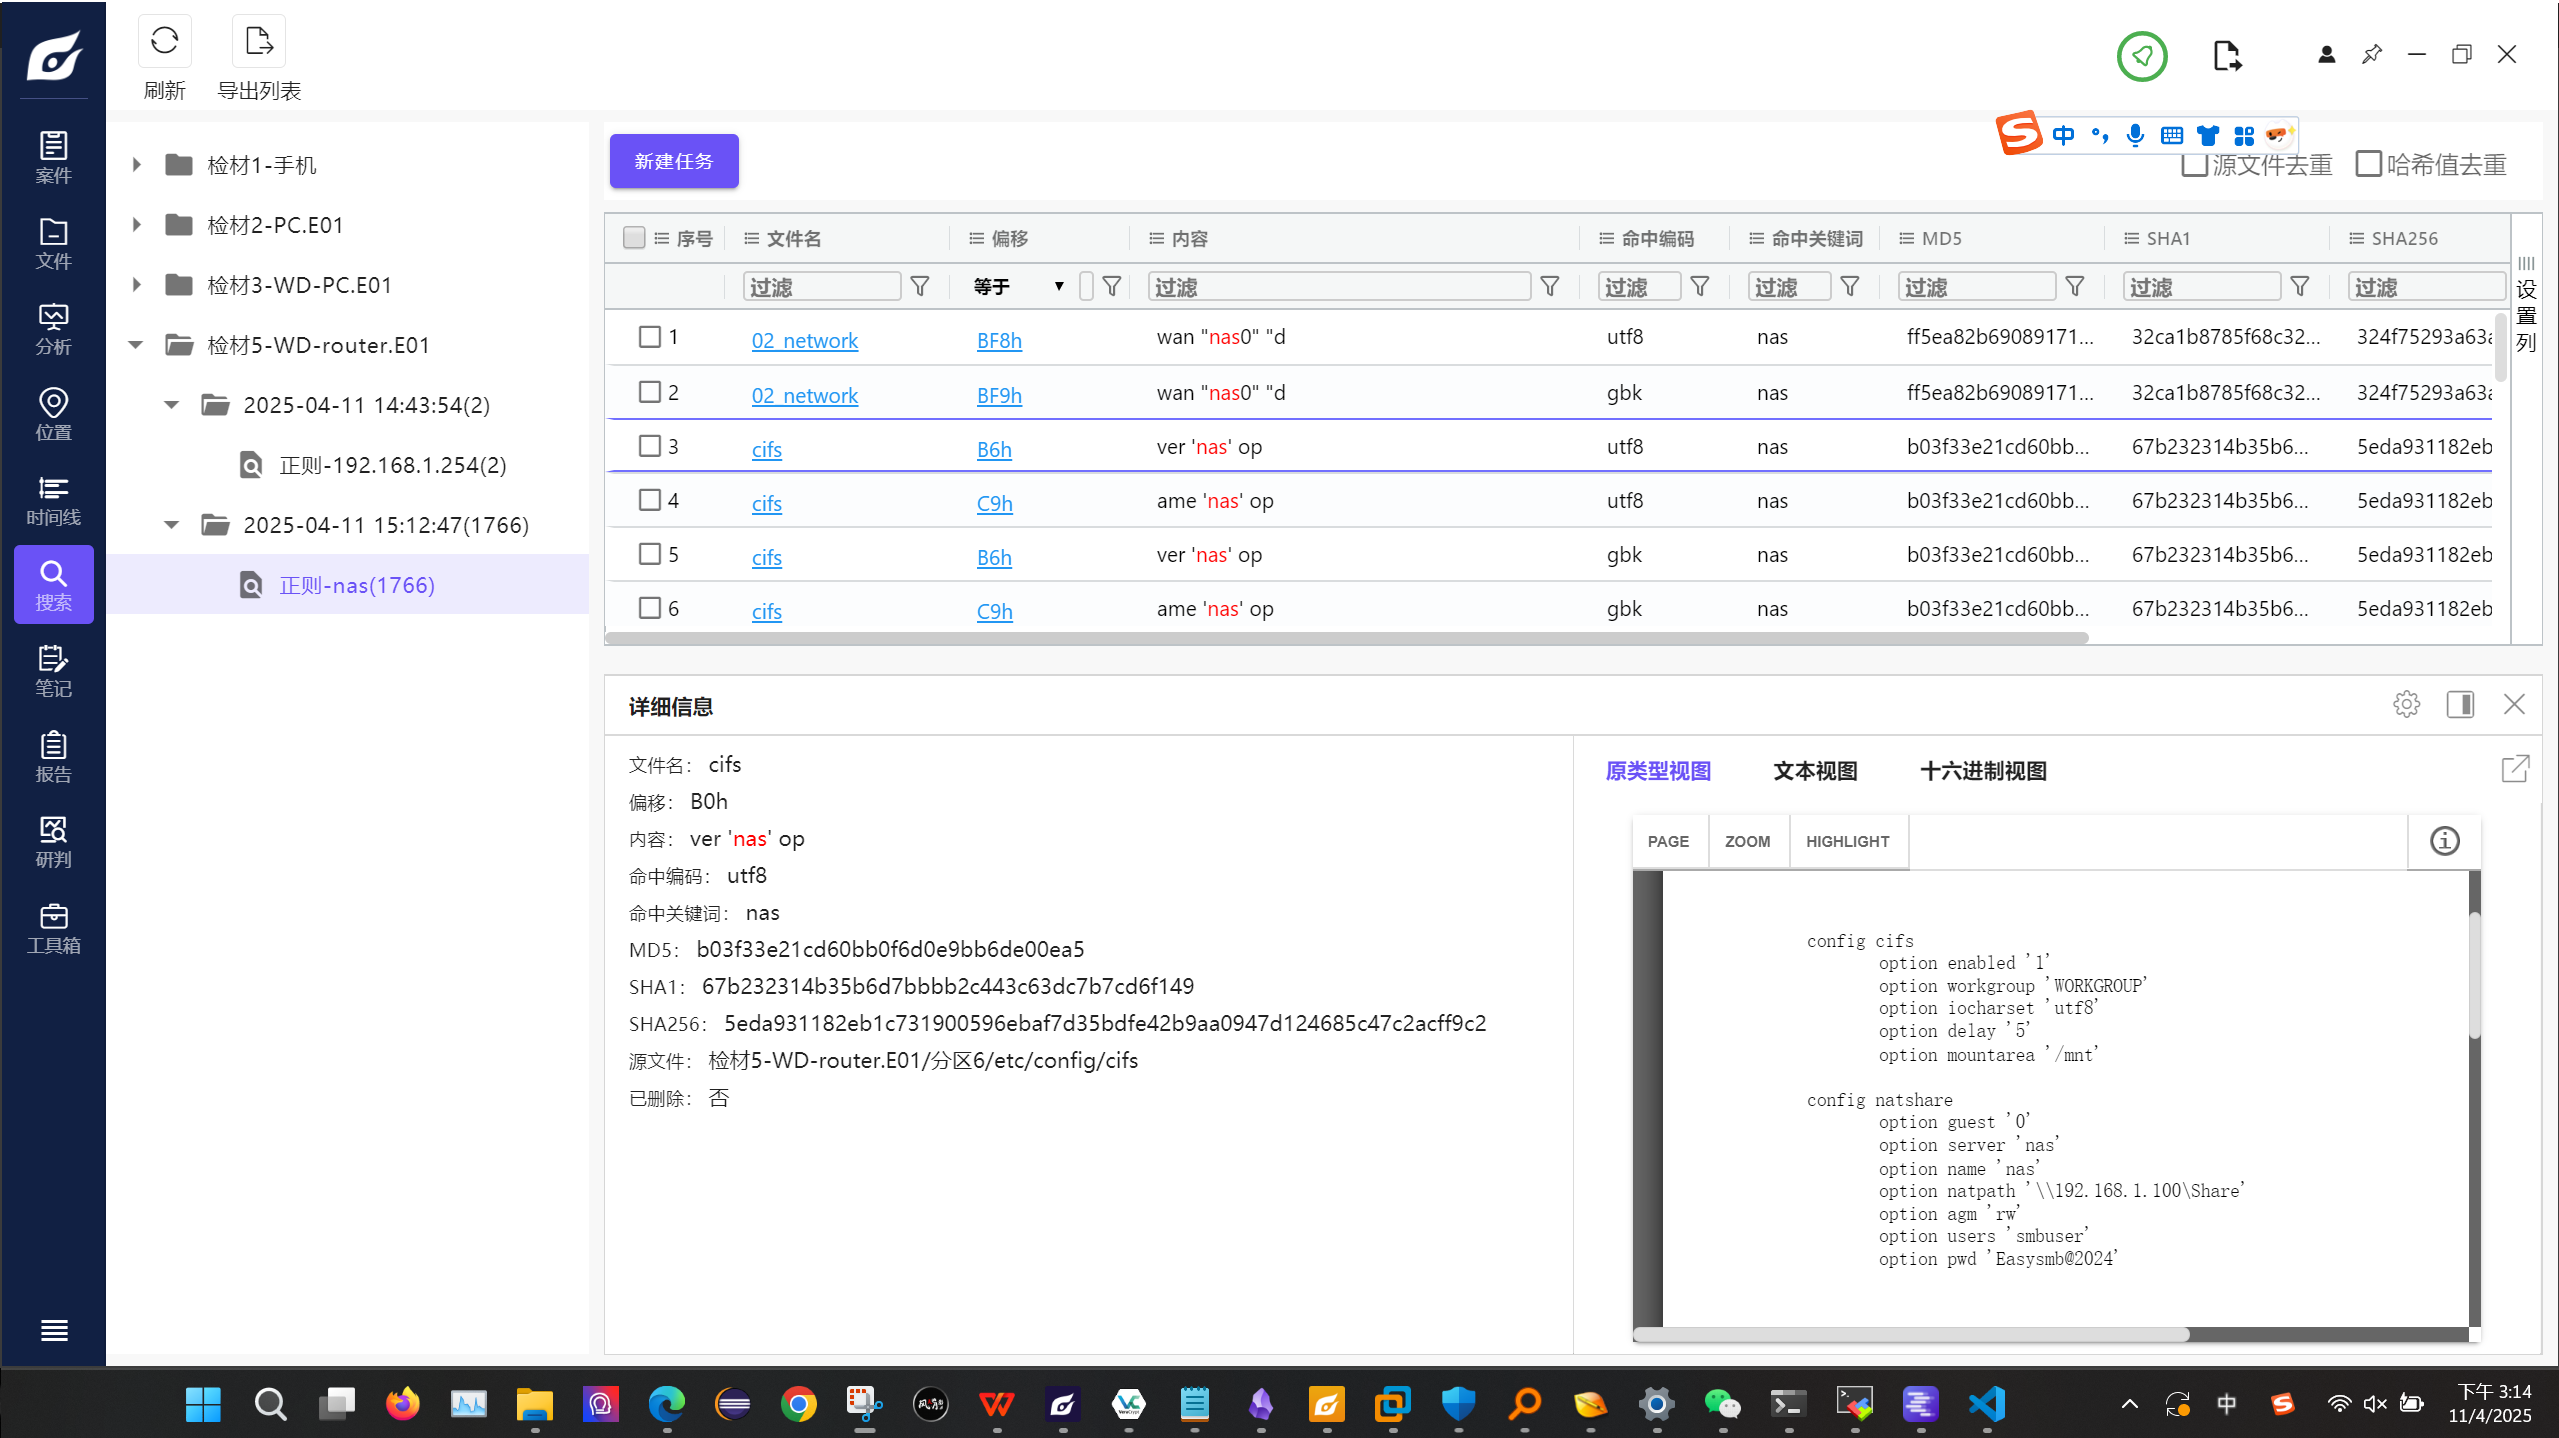 刷新
导出列表
案件
文件
分析
位置
时间线
搜索
笔记
报告
研判
工具箱
检材1-手机
检材2-PC.E01
检材3-WD-PC.E01
检材5-WD-router.E01
2025-04-11 14:43:54(2)
正则-192.168.1.254(2)
2025-04-11 15:12:47(1766)
正则-nas(1766)
中
新建任务
源文件去重 哈希值去重
序号 文件名 偏移 内容 命中编码 命中关键词 MD5 SHA1 SHA256
过滤 等于 过滤 过滤 过滤 过滤 过滤 过滤
设置列
1 02_network BF8h wan "nas0" "d utf8 nas ff5ea82b69089171... 32ca1b8785f68c32... 324f75293a63a
2 02_network BF9h wan "nas0" "d gbk nas ff5ea82b69089171... 32ca1b8785f68c32... 324f75293a63a
3 cifs B6h ver 'nas' op utf8 nas b03f33e21cd60bb... 67b232314b35b6... 5eda931182eb
4 cifs C9h ame 'nas' op utf8 nas b03f33e21cd60bb... 67b232314b35b6... 5eda931182eb
5 cifs B6h ver 'nas' op gbk nas b03f33e21cd60bb... 67b232314b35b6... 5eda931182eb
6 cifs C9h ame 'nas' op gbk nas b03f33e21cd60bb... 67b232314b35b6... 5eda931182eb
详细信息
文件名： cifs
偏移： B0h
内容： ver 'nas' op
命中编码： utf8
命中关键词： nas
MD5： b03f33e21cd60bb0f6d0e9bb6de00ea5
SHA1： 67b232314b35b6d7bbbb2c443c63dc7b7cd6f149
SHA256： 5eda931182eb1c731900596ebaf7d35bdfe42b9aa0947d124685c47c2acff9c2
源文件： 检材5-WD-router.E01/分区6/etc/config/cifs
已删除： 否
原类型视图 文本视图 十六进制视图
PAGE ZOOM HIGHLIGHT
config cifs
option enabled '1'
option workgroup 'WORKGROUP'
option iocharset 'utf8'
option delay '5'
option mountarea '/mnt'
config natshare
option guest '0'
option server 'nas'
option name 'nas'
option natpath '\\192.168.1.100\Share'
option agm 'rw'
option users 'smbuser'
option pwd 'Easysmb@2024'
中
下午 3:14
11/4/2025